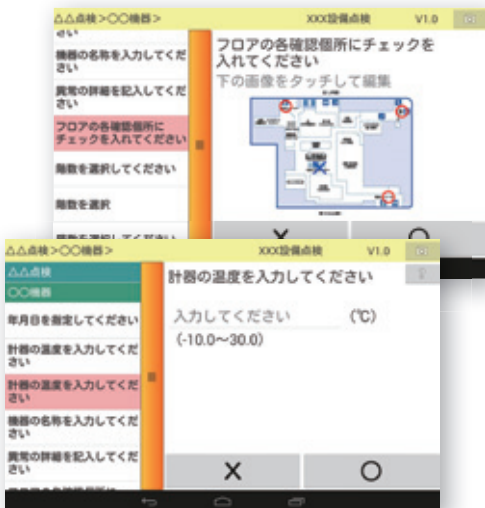 △△点検>〇〇機器>
XXX設備点検
V1.0
さい
機器の名称を入力してくだ
さい
異常の詳細を記入してくだ
さい
フロアの各確認個所に
チェックを入れてください
階数を選択してください
階数を選択
フロアの各確認個所にチェックを
入れてください
下の画像をタッチして編集
△△点検>〇〇機器>
XXX設備点検
V1.0
△△点検
〇〇機器
年月日を指定してください
計器の温度を入力してくだ
さい
計器の温度を入力してくだ
さい
機器の名称を入力してくだ
さい
異常の詳細を記入してくだ
さい
計器の温度を入力してください
入力してください
(℃)
(-10.0～30.0)